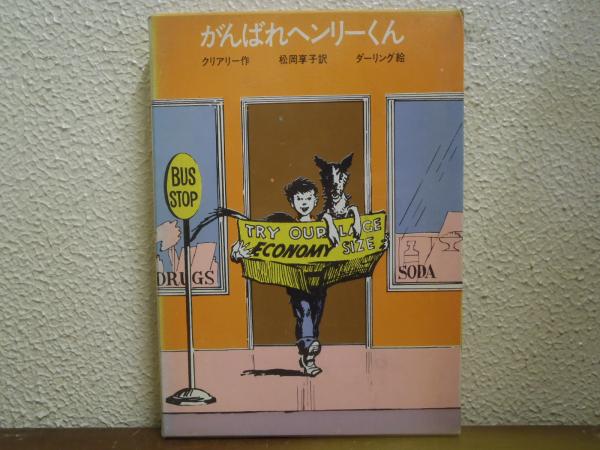 がんばれヘンリーくん
クリアリー作 松岡享子訳 ダーリング絵
BUS
STOP
TRY OUR LARGE
ECONOMY SIZE
DRUGS
SODA